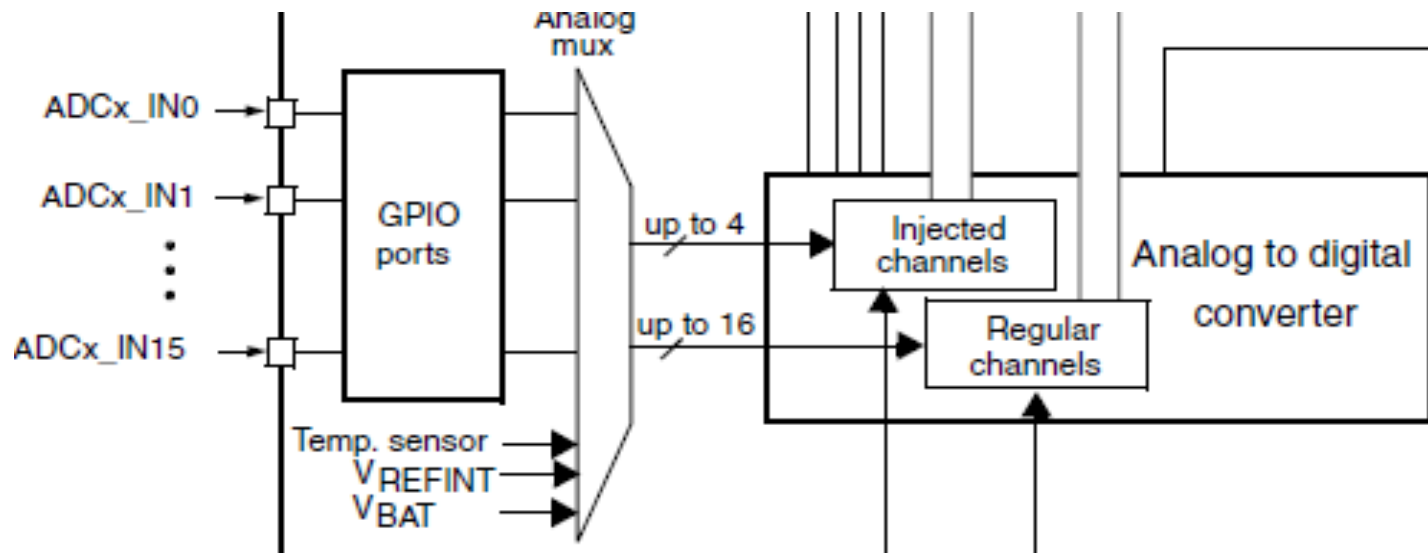 Analog
mux
ADCx_IN0
ADCx_IN1
ADCx_IN15
GPIO
ports
up to 4
up to 16
Injected
channels
Regular
channels
Analog to digital
converter
Temp. sensor
VREFINT
VBAT